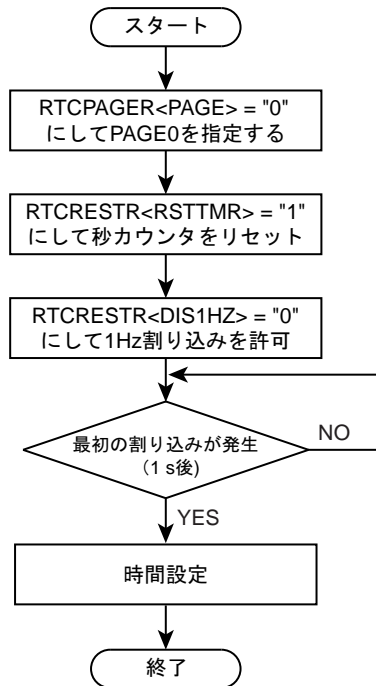 スタート
RTCPAGER<PAGE> = "0"
にしてPAGE0を指定する
RTCRESTR<RSTTMR> = "1"
にして秒カウンタをリセット
RTCRESTR<DIS1HZ> = "0"
にして1Hz割り込みを許可
最初の割り込みが発生
（1 s後)
NO
YES
時間設定
終了